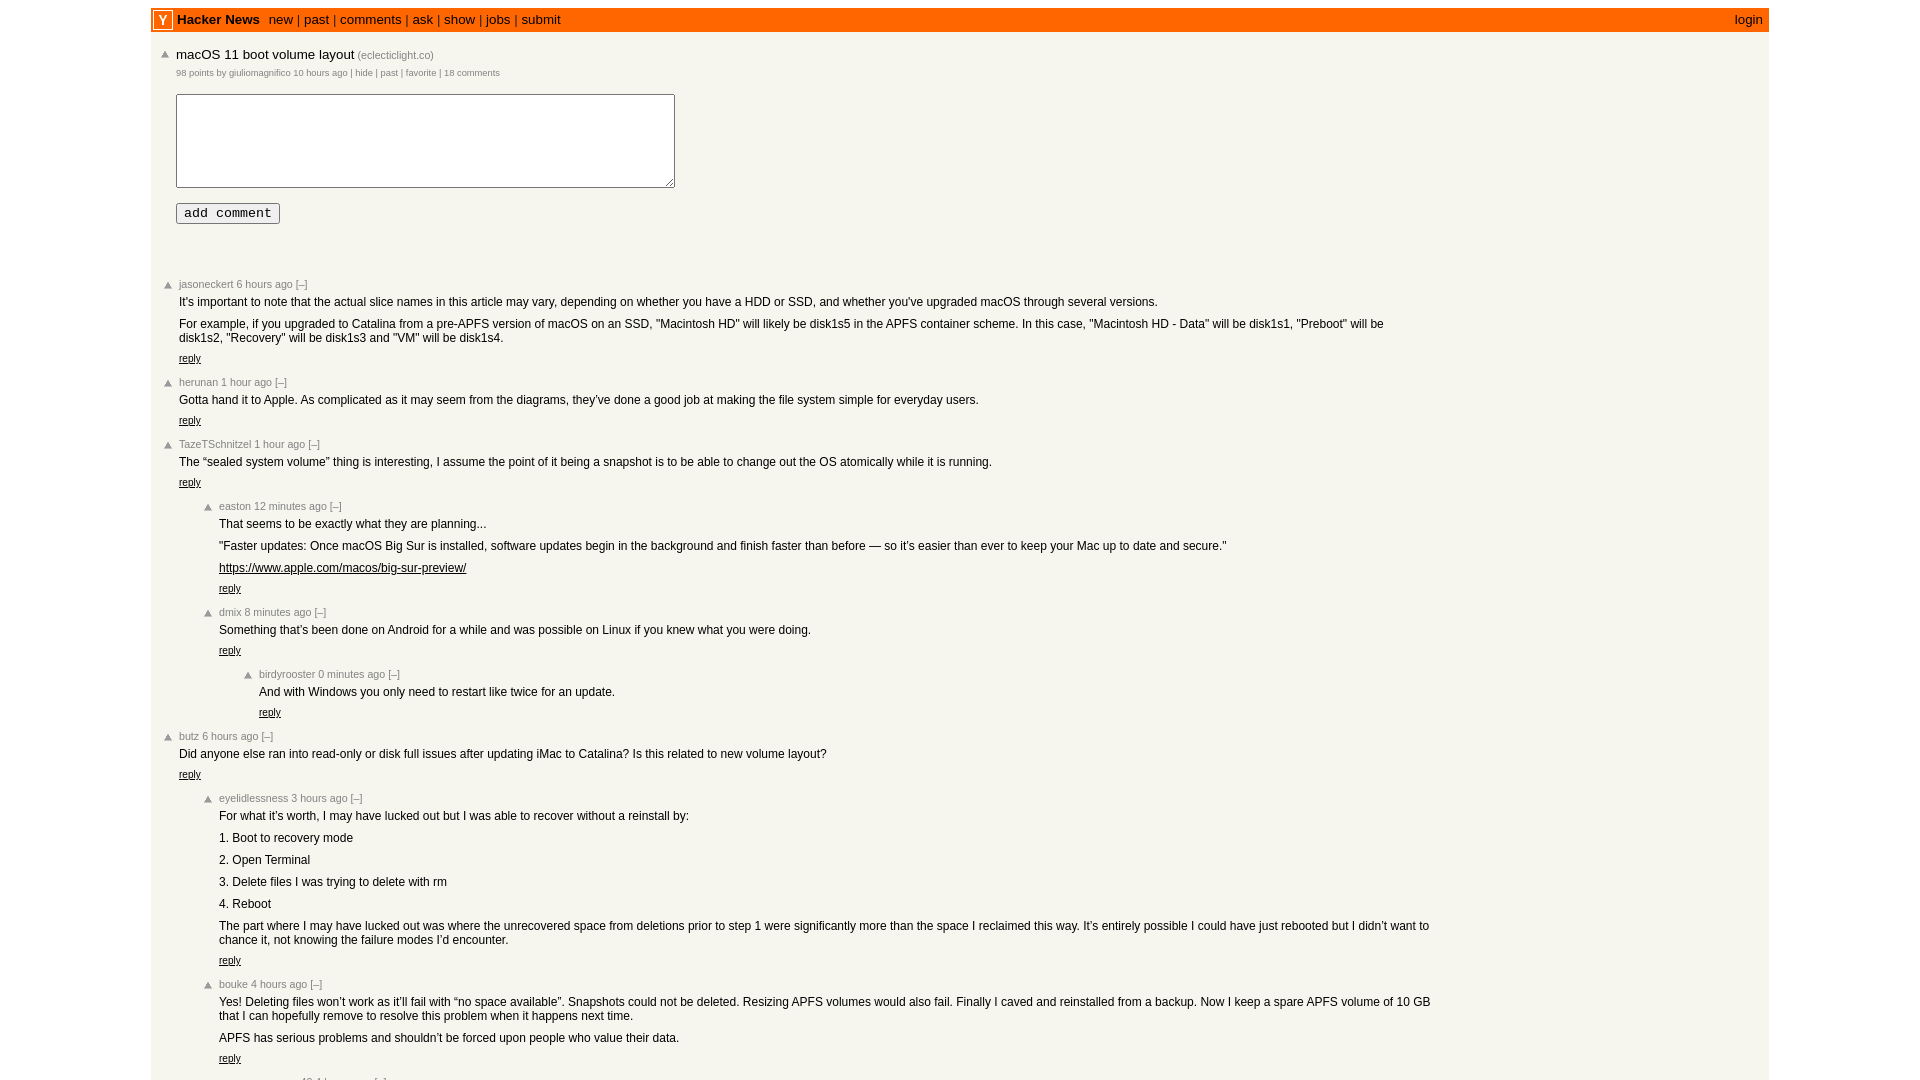 Y Hacker News new | past | comments | ask | show | jobs | submit login
macOS 11 boot volume layout (eclecticlight.co)
98 points by giuliomagnifico 10 hours ago | hide | past | favorite | 18 comments
add comment
jasoneckert 6 hours ago [–]
It's important to note that the actual slice names in this article may vary, depending on whether you have a HDD or SSD, and whether you've upgraded macOS through several versions.
For example, if you upgraded to Catalina from a pre-APFS version of macOS on an SSD, "Macintosh HD" will likely be disk1s5 in the APFS container scheme. In this case, "Macintosh HD - Data" will be disk1s1, "Preboot" will be
disk1s2, "Recovery" will be disk1s3 and "VM" will be disk1s4.
reply
herunan 1 hour ago [–]
Gotta hand it to Apple. As complicated as it may seem from the diagrams, they’ve done a good job at making the file system simple for everyday users.
reply
TazeTSchnitzel 1 hour ago [–]
The “sealed system volume” thing is interesting, I assume the point of it being a snapshot is to be able to change out the OS atomically while it is running.
reply
easton 12 minutes ago [–]
That seems to be exactly what they are planning...
"Faster updates: Once macOS Big Sur is installed, software updates begin in the background and finish faster than before — so it’s easier than ever to keep your Mac up to date and secure."
https://www.apple.com/macos/big-sur-preview/
reply
dmix 8 minutes ago [–]
Something that’s been done on Android for a while and was possible on Linux if you knew what you were doing.
reply
birdyrooster 0 minutes ago [–]
And with Windows you only need to restart like twice for an update.
reply
butz 6 hours ago [–]
Did anyone else ran into read-only or disk full issues after updating iMac to Catalina? Is this related to new volume layout?
reply
eyelidlessness 3 hours ago [–]
For what it’s worth, I may have lucked out but I was able to recover without a reinstall by:
1. Boot to recovery mode
2. Open Terminal
3. Delete files I was trying to delete with rm
4. Reboot
The part where I may have lucked out was where the unrecovered space from deletions prior to step 1 were significantly more than the space I reclaimed this way. It’s entirely possible I could have just rebooted but I didn’t want to
chance it, not knowing the failure modes I’d encounter.
reply
bouke 4 hours ago [–]
Yes! Deleting files won’t work as it’ll fail with “no space available”. Snapshots could not be deleted. Resizing APFS volumes would also fail. Finally I caved and reinstalled from a backup. Now I keep a spare APFS volume of 10 GB
that I can hopefully remove to resolve this problem when it happens next time.
APFS has serious problems and shouldn’t be forced upon people who value their data.
reply